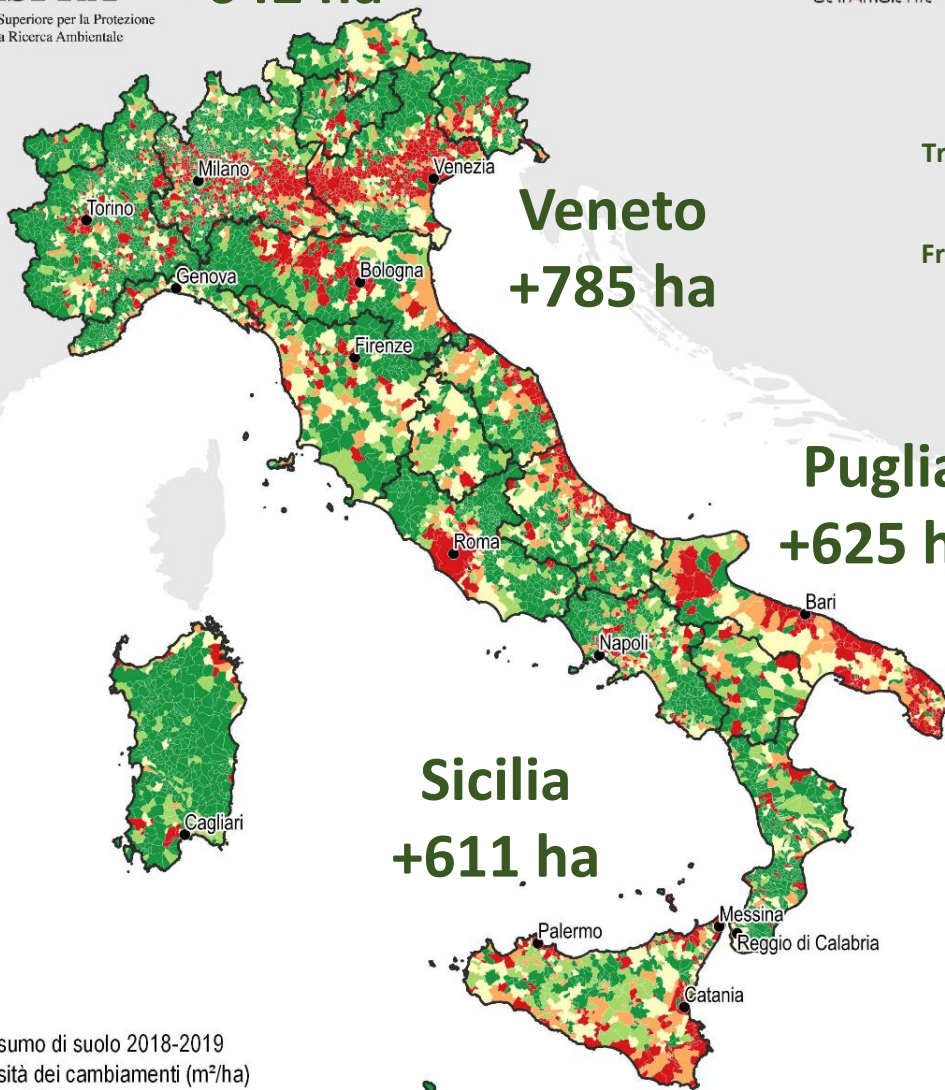 Superiore per la Protezione
a Ricerca Ambientale
Milano
Venezia
Torino
Tr
Veneto
+785 ha
Fr
Genova
Bologna
Firenze
Puglia
+625 h
Roma
Bari
Napoli
Sicilia
+611 ha
Cagliari
Messina
Palermo
Reggio di Calabria
Catania
sumo di suolo 2018-2019
sità dei cambiamenti (m²/ha)